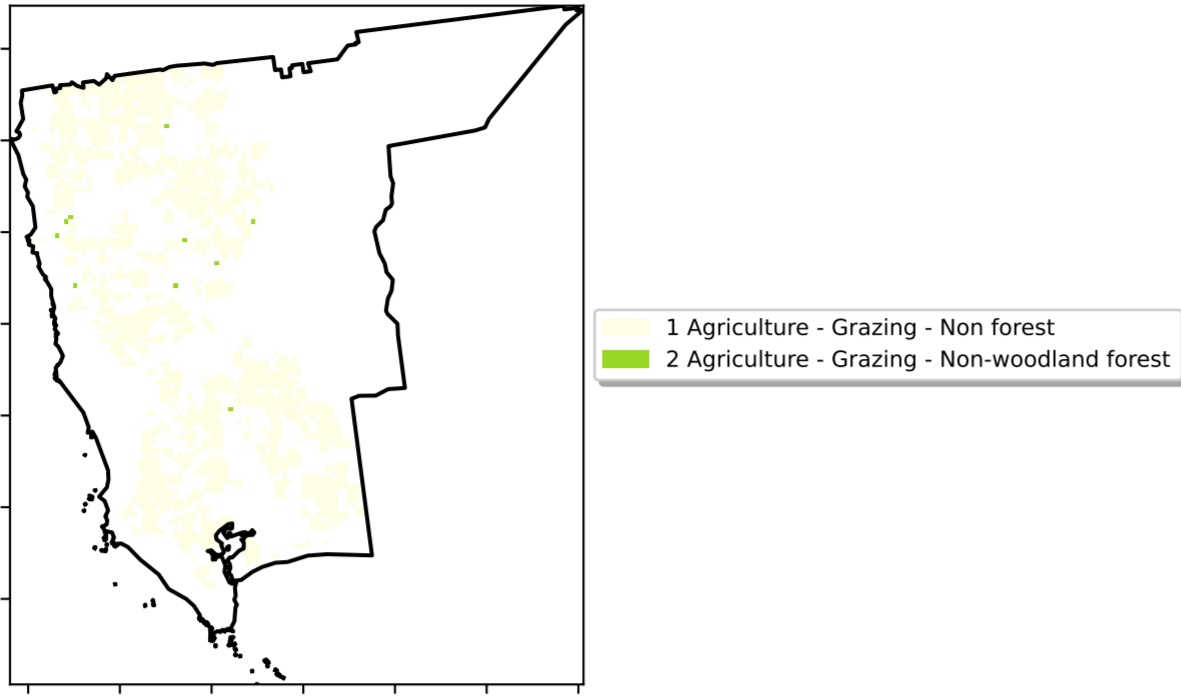 1 Agriculture - Grazing - Non forest
2 Agriculture - Grazing - Non-woodland forest